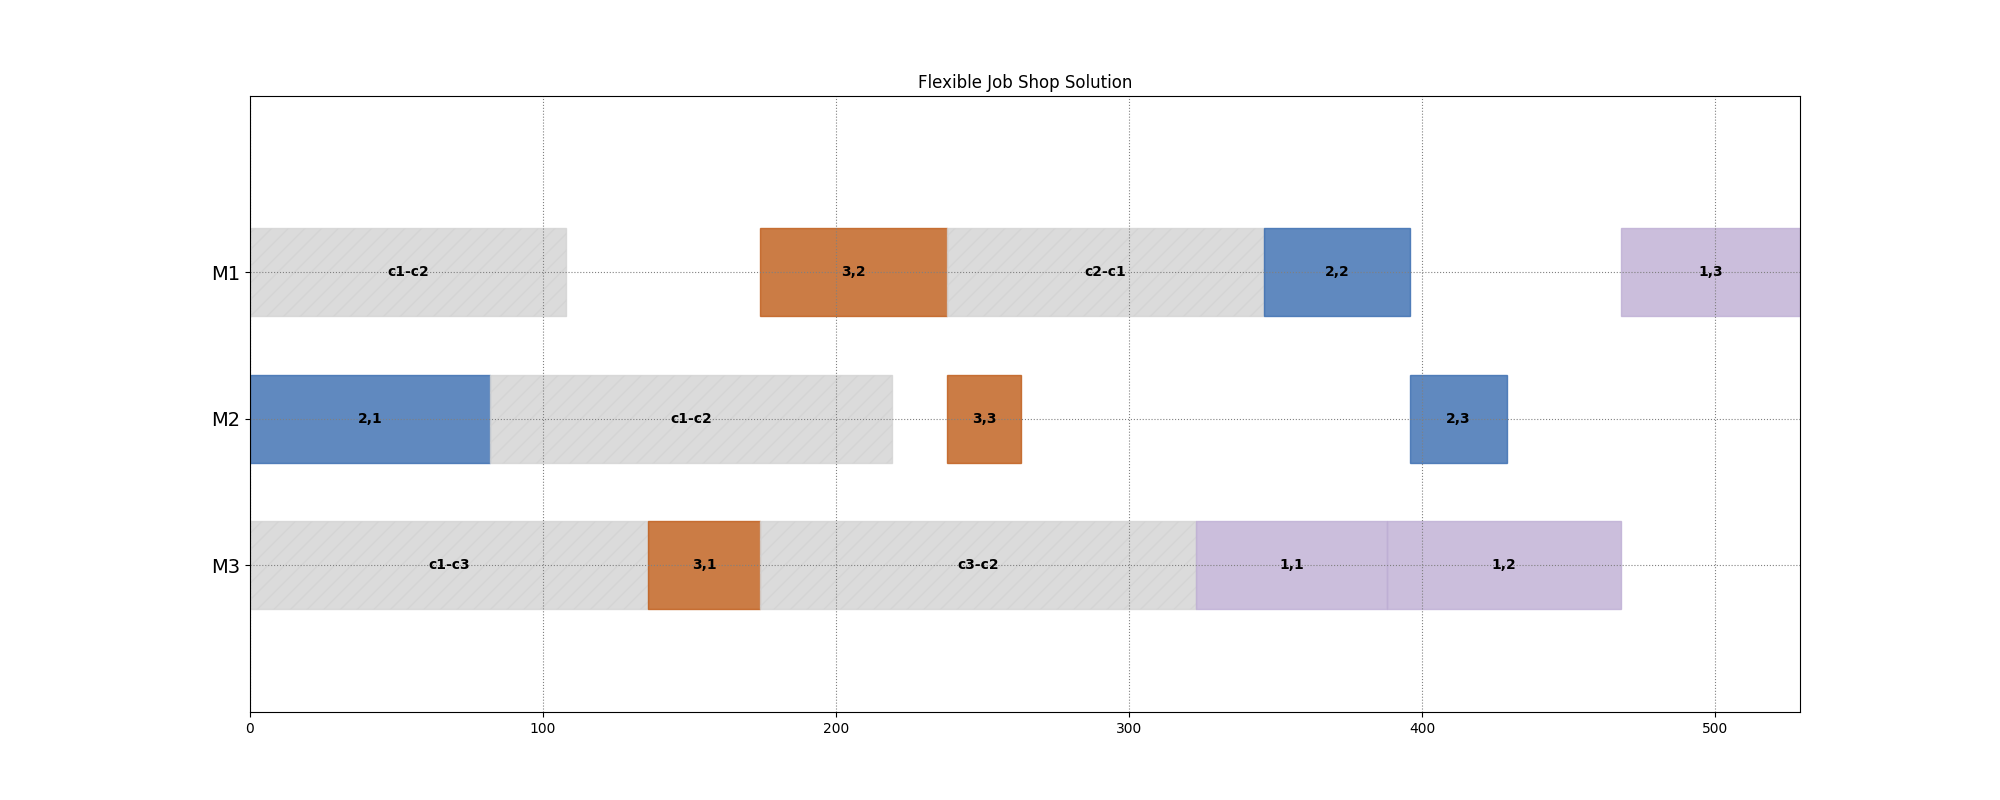 Flexible Job Shop Solution
M1
c1-c2
3,2
c2-c1
2,2
1,3
M2
2,1
c1-c2
3,3
2,3
M3
c1-c3
3,1
c3-c2
1,1
1,2
0 100 200 300 400 500